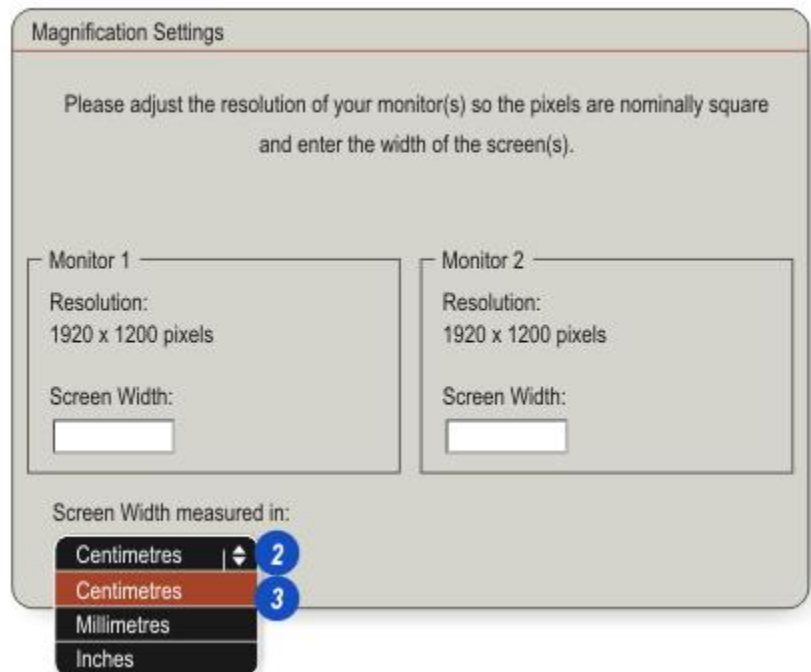 Magnification Settings
Please adjust the resolution of your monitor(s) so the pixels are nominally square
and enter the width of the screen(s).
Monitor 1
Resolution:
1920 x 1200 pixels
Screen Width:
Monitor 2
Resolution:
1920 x 1200 pixels
Screen Width:
Screen Width measured in:
Centimetres 2
Centimetres 3
Millimetres
Inches